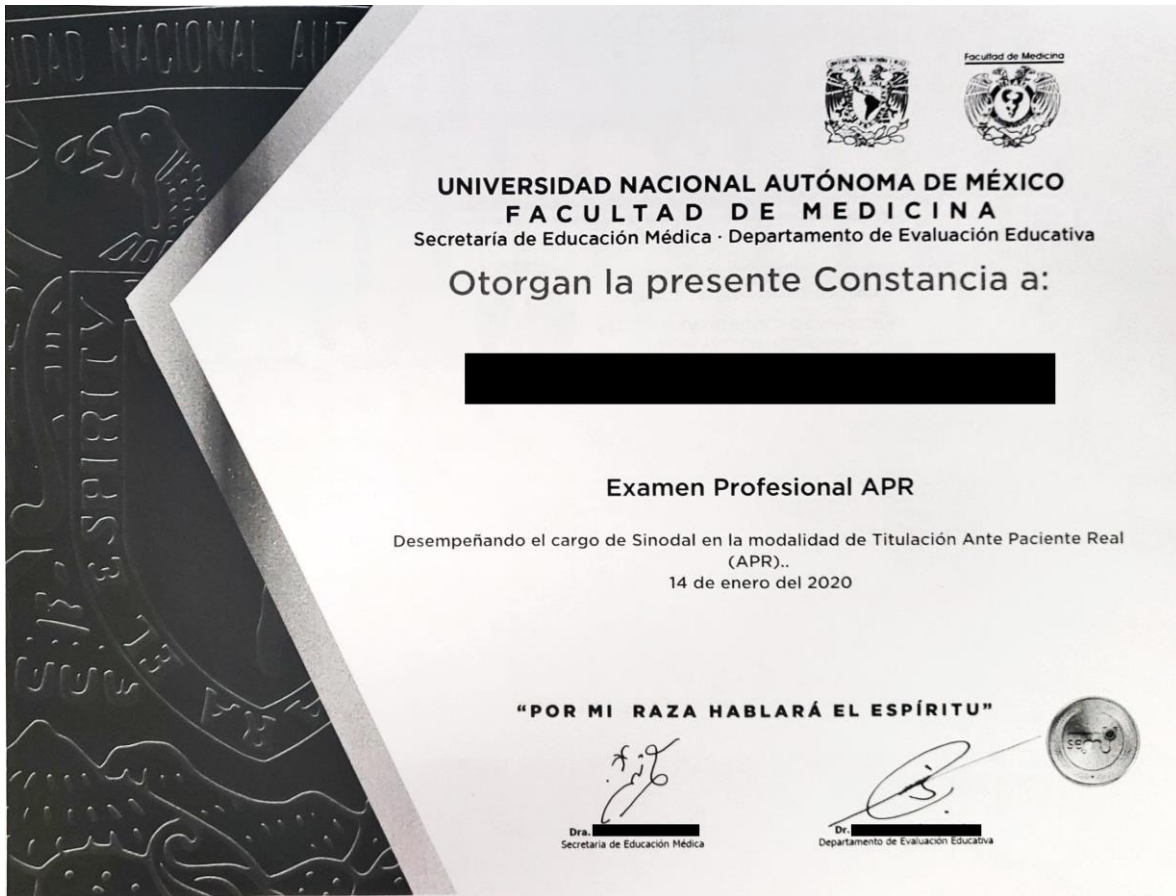 IDAD NACIONAL AUT
ESPIRITV
EL
RA
Facultad de Medicina
UNIVERSIDAD NACIONAL AUTÓNOMA DE MÉXICO
FACULTAD DE MEDICINA
Secretaría de Educación Médica · Departamento de Evaluación Educativa
Otorgan la presente Constancia a:
Examen Profesional APR
Desempeñando el cargo de Sinodal en la modalidad de Titulación Ante Paciente Real
(APR)..
14 de enero del 2020
“POR MI RAZA HABLARÁ EL ESPÍRITU”
Dra.
Secretaria de Educación Médica
Dr.
Departamento de Evaluación Educativa